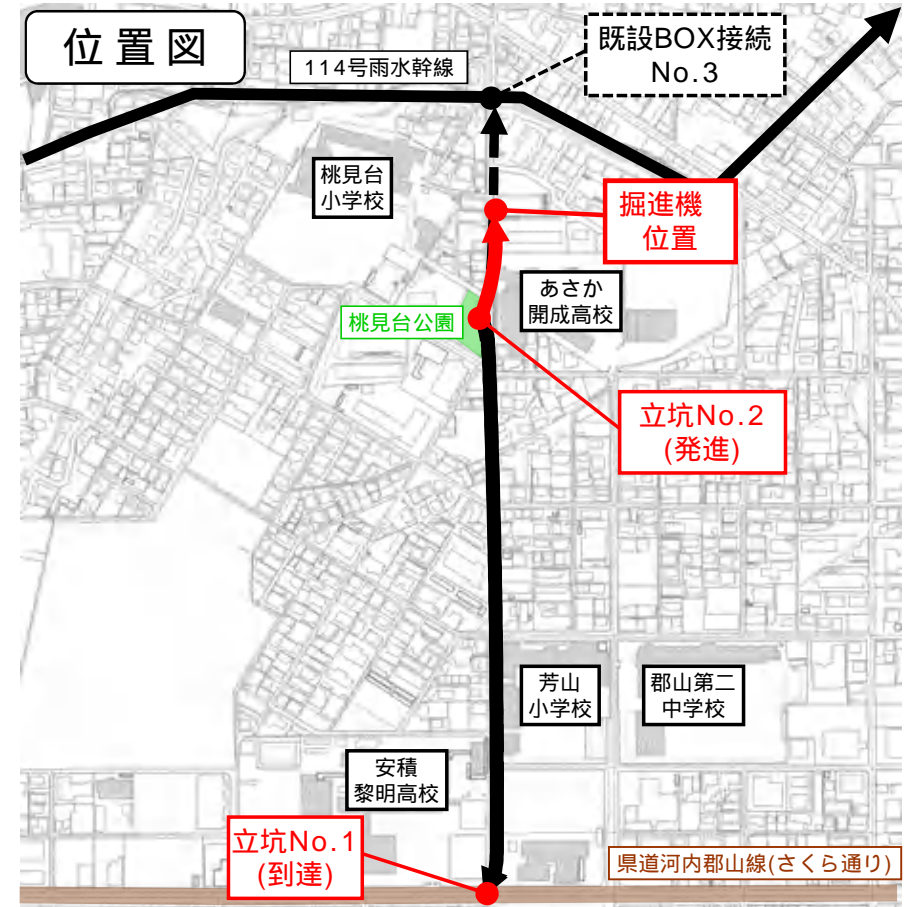 位置図
114号雨水幹線
既設BOX接続
No.3
桃見台
小学校
掘進機
位置
あさか
開成高校
桃見台公園
立坑No.2
(発進)
芳山
小学校
郡山第二
中学校
安積
黎明高校
立坑No.1
(到達)
県道河内郡山線(さくら通り)